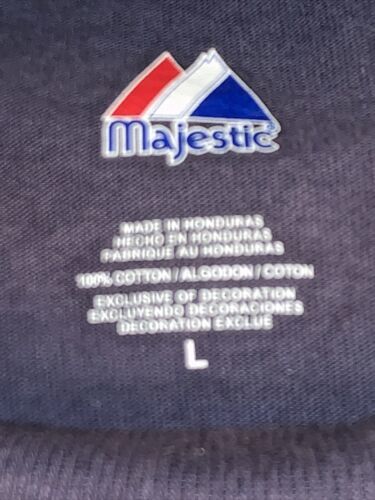 Majestic
MADE IN HONDURAS
HECHO EN HONDURAS
FABRIQUE AU HONDURAS
100% COTTON / ALGODON / COTON
EXCLUSIVE OF DECORATION
EXCLUYENDO DECORACIONES
DECORATION EXCLUE
L